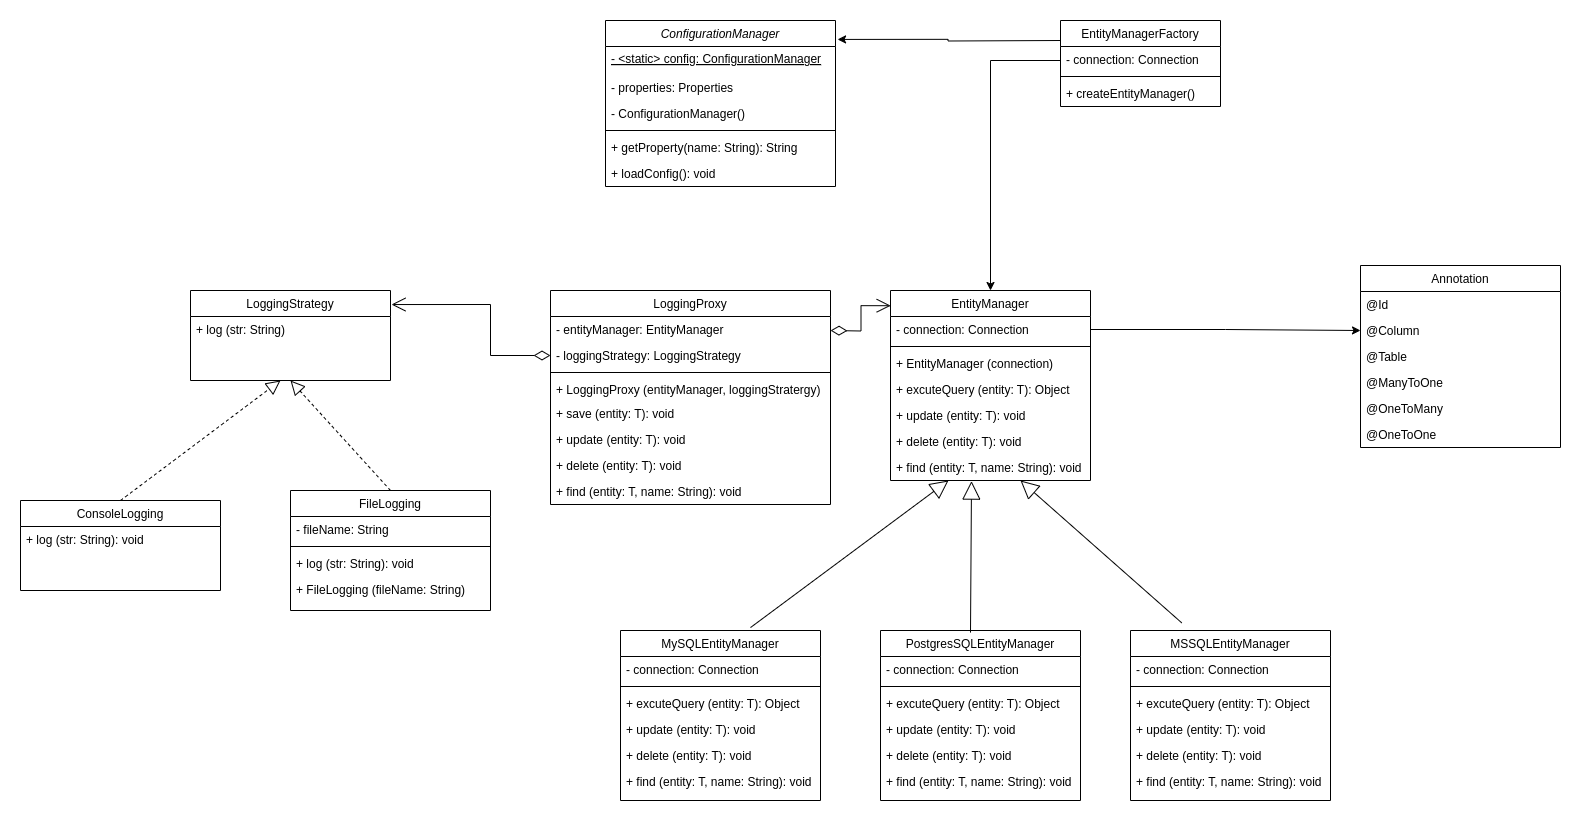 ConfigurationManager
- <static> config: ConfigurationManager
- properties: Properties
- ConfigurationManager()
+ getProperty(name: String): String
+ loadConfig(): void
EntityManagerFactory
- connection: Connection
+ createEntityManager()
LoggingStrategy
+ log (str: String)
LoggingProxy
- entityManager: EntityManager
- loggingStrategy: LoggingStrategy
+ LoggingProxy (entityManager, loggingStratergy)
+ save (entity: T): void
+ update (entity: T): void
+ delete (entity: T): void
+ find (entity: T, name: String): void
EntityManager
- connection: Connection
+ EntityManager (connection)
+ excuteQuery (entity: T): Object
+ update (entity: T): void
+ delete (entity: T): void
+ find (entity: T, name: String): void
Annotation
@Id
@Column
@Table
@ManyToOne
@OneToMany
@OneToOne
ConsoleLogging
+ log (str: String): void
FileLogging
- fileName: String
+ log (str: String): void
+ FileLogging (fileName: String)
MySQLEntityManager
- connection: Connection
+ excuteQuery (entity: T): Object
+ update (entity: T): void
+ delete (entity: T): void
+ find (entity: T, name: String): void
PostgresSQLEntityManager
- connection: Connection
+ excuteQuery (entity: T): Object
+ update (entity: T): void
+ delete (entity: T): void
+ find (entity: T, name: String): void
MSSQLEntityManager
- connection: Connection
+ excuteQuery (entity: T): Object
+ update (entity: T): void
+ delete (entity: T): void
+ find (entity: T, name: String): void